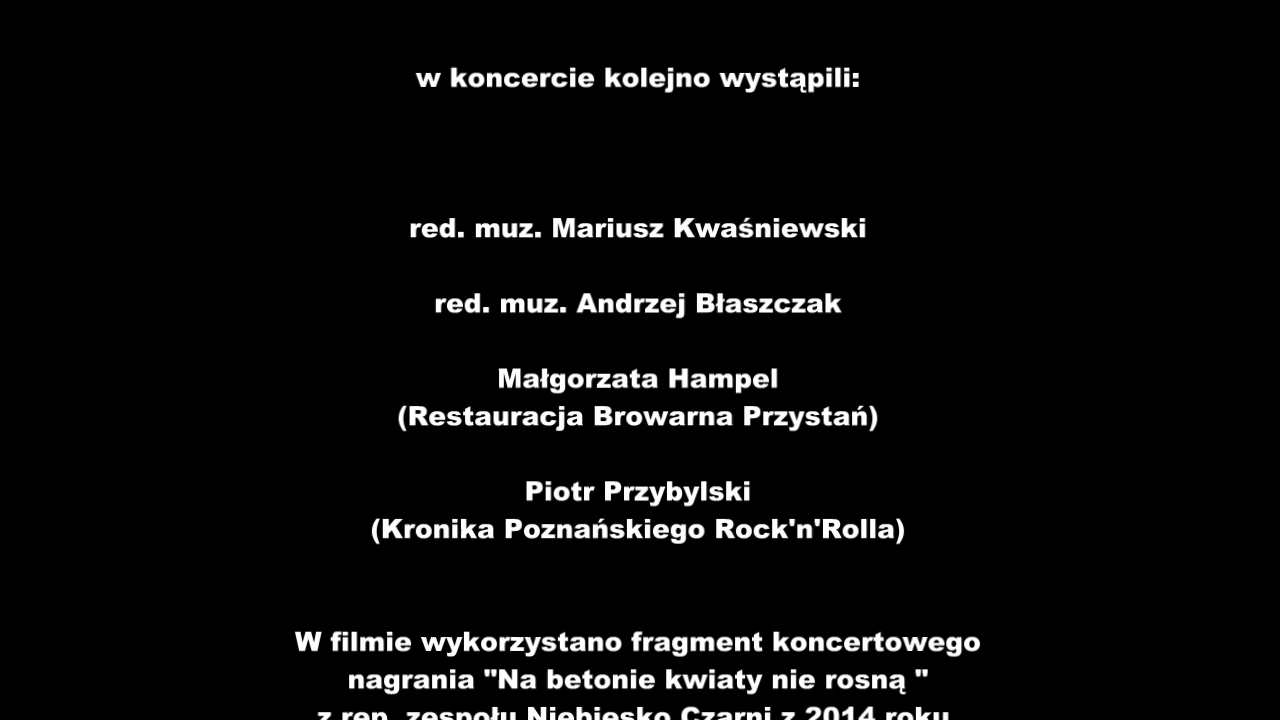 w koncercie kolejno wystąpili:
red. muz. Mariusz Kwaśniewski
red. muz. Andrzej Błaszczak
Małgorzata Hampel
(Restauracja Browarna Przystań)
Piotr Przybylski
(Kronika Poznańskiego Rock'n'Rolla)
W filmie wykorzystano fragment koncertowego
nagrania "Na betonie kwiaty nie rosną "
z rep. zespołu Niebiesko Czarni z 2014 roku